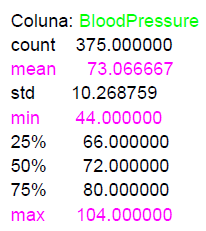 Coluna: BloodPressure
count 375.000000
mean 73.066667
std 10.268759
min 44.000000
25% 66.000000
50% 72.000000
75% 80.000000
max 104.000000